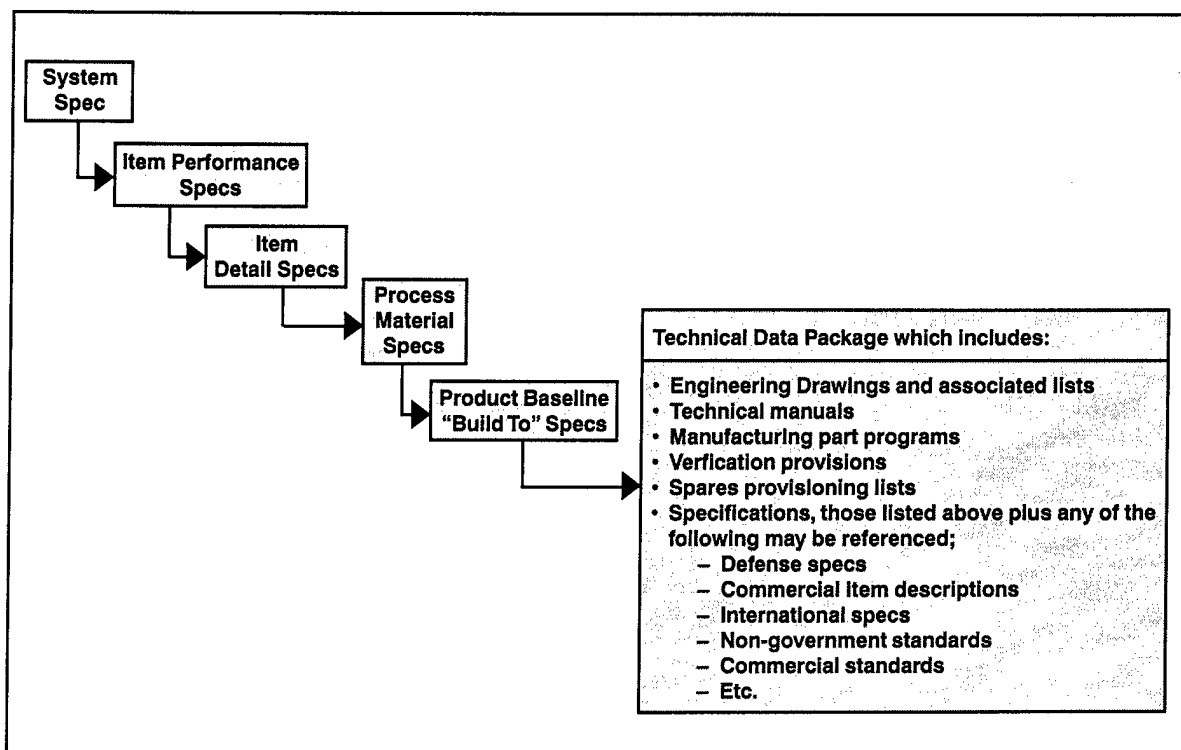 System
Spec
Item Performance
Specs
Item
Detail Specs
Process
Material
Specs
Product Baseline
“Build To” Specs
Technical Data Package which includes:
• Engineering Drawings and associated lists
• Technical manuals
• Manufacturing part programs
• Verfication provisions
• Spares provisioning lists
• Specifications, those listed above plus any of the
following may be referenced;
– Defense specs
– Commercial item descriptions
– International specs
– Non-government standards
– Commercial standards
– Etc.